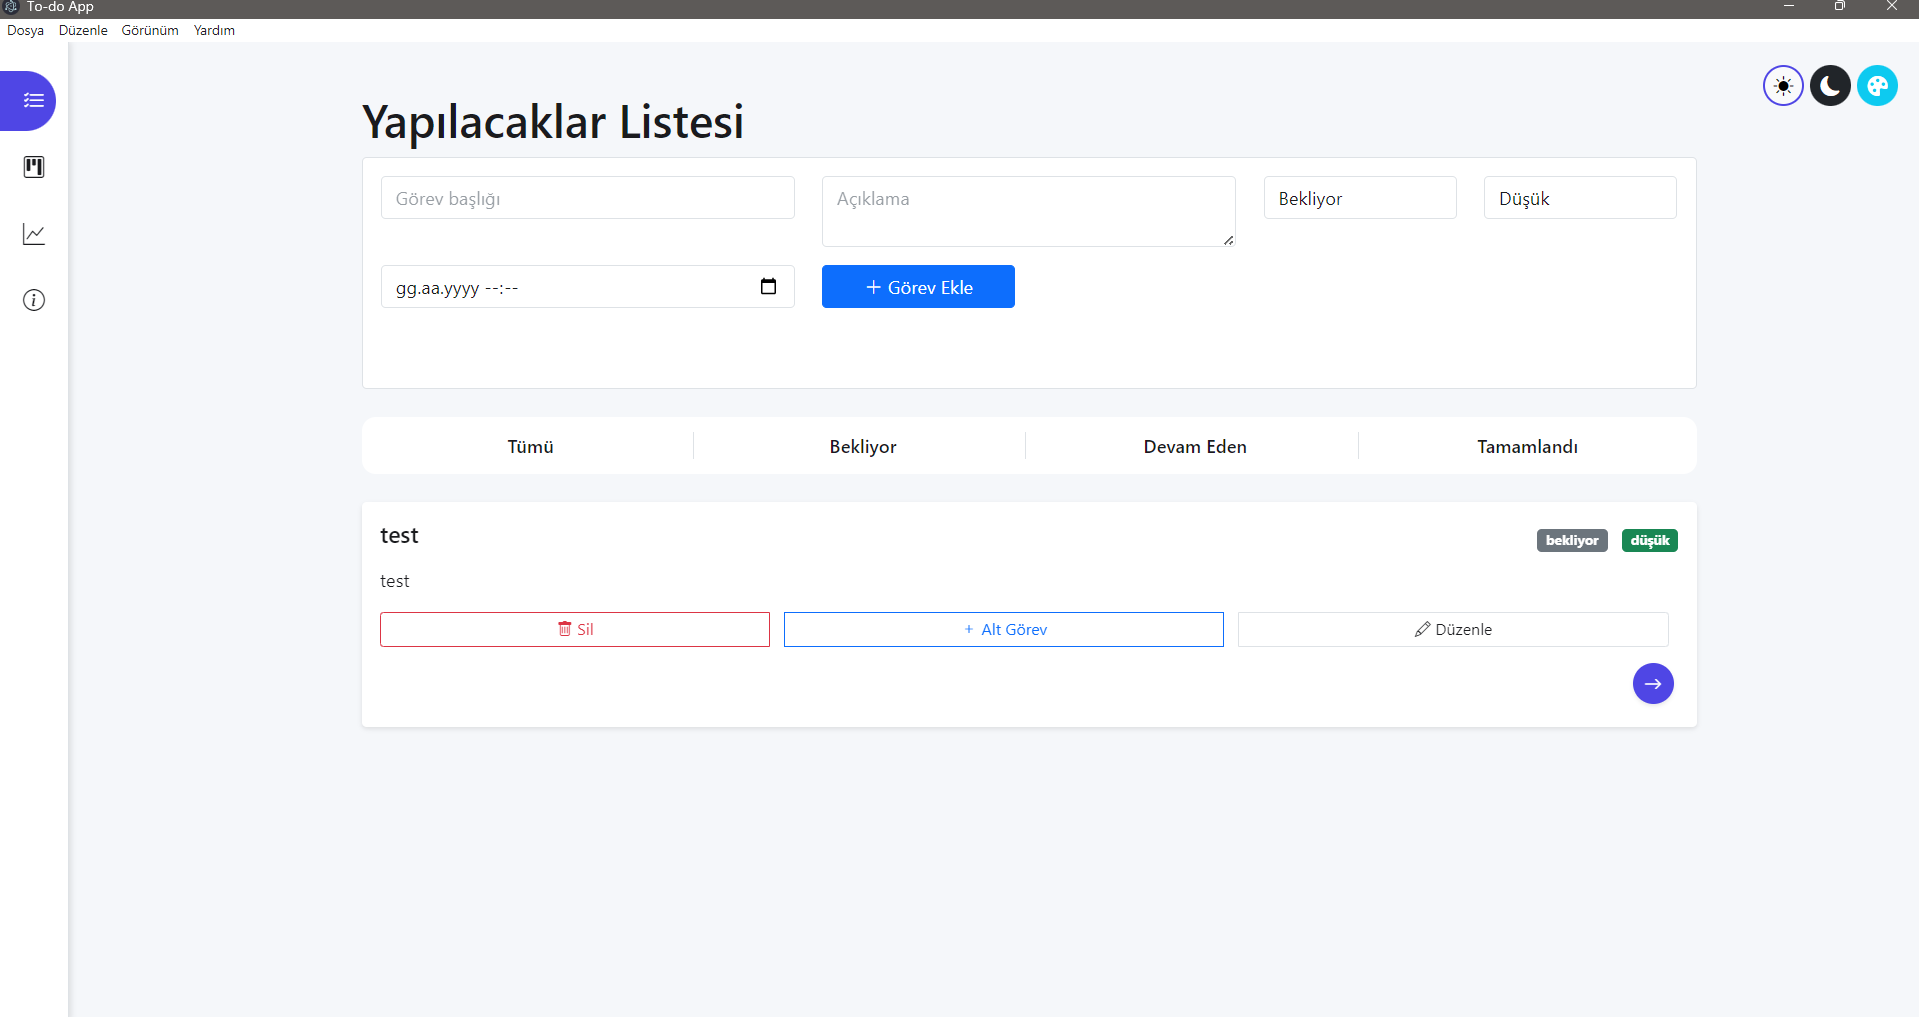 To-do App
Dosya Düzenle Görünüm Yardım
Yapılacaklar Listesi
Görev başlığı Açıklama Bekliyor Düşük
gg.aa.yyyy --:-- + Görev Ekle
Tümü Bekliyor Devam Eden Tamamlandı
test bekliyor düşük
test
Sil + Alt Görev Düzenle